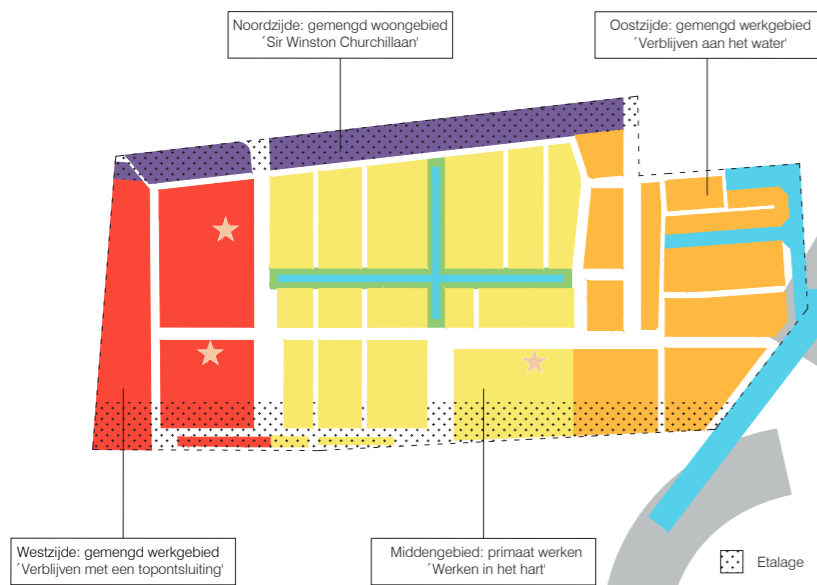 Noordzijde: gemengd woongebied
´Sir Winston Churchillaan'
Oostzijde: gemengd werkgebied
´Verblijven aan het water'
Westzijde: gemengd werkgebied
´Verblijven met een topontsluiting'
Middengebied: primaat werken
´Werken in het hart'
Etalage